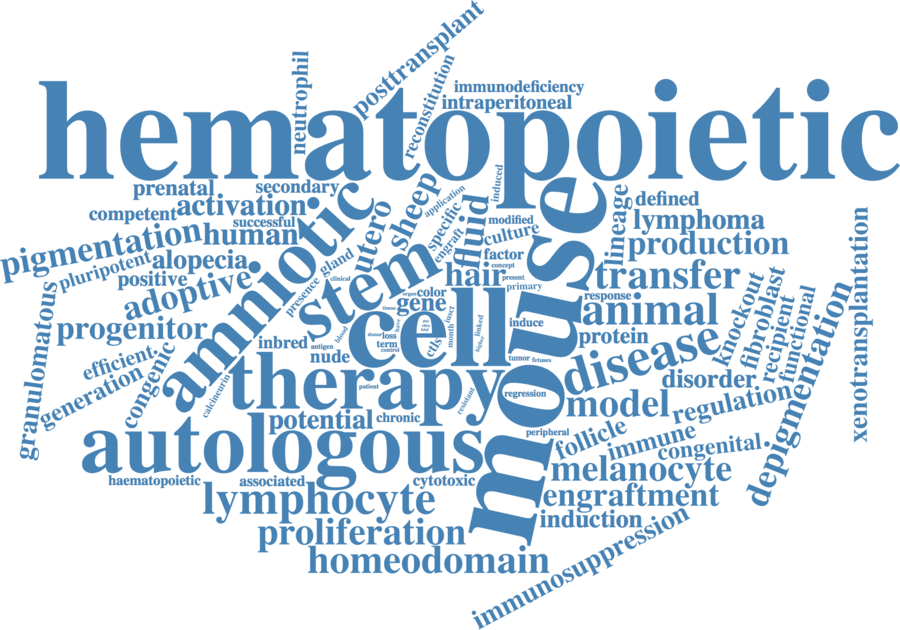 posttransplant
neutrophil
reconstitution
immunodeficiency
intraperitoneal
hematopoietic
prenatal
secondary
induced
application
competent
activation
successful
amniotic
utero
sheep
specific
engraft
fluid
modified
culture
lineage
defined
lymphoma
production
pigmentation
human
pluripotent
alopecia
positive
adoptive
presence
gland
clinical
stem
hair
factor
concept
present
primary
mouse
transfer
response
animal
xenotransplantation
granulomatous
progenitor
efficient
generation
congenic
calcineurin
inbred
nude
antigen
blood
color
gene
cell
donor
loss
term
control
ctls
month
linked
higher
induce
tumor
fetuses
protein
disease
disorder
knockout
fibroblast
recipient
functional
depigmentation
therapy
patient
resistant
regression
model
regulation
potential
chronic
autologous
peripheral
follicle
immune
congenital
haematopoietic
associated
cytotoxic
melanocyte
lymphocyte
engraftment
proliferation
induction
homeodomain
immunosuppression